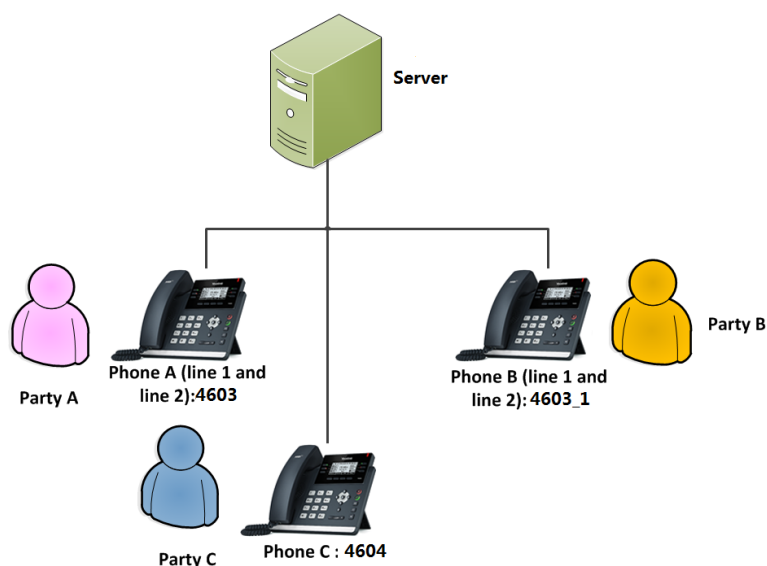 Server
Phone A (line 1 and
line 2):4603
Party A
Phone B (line 1 and
line 2): 4603_1
Party B
Phone C : 4604
Party C